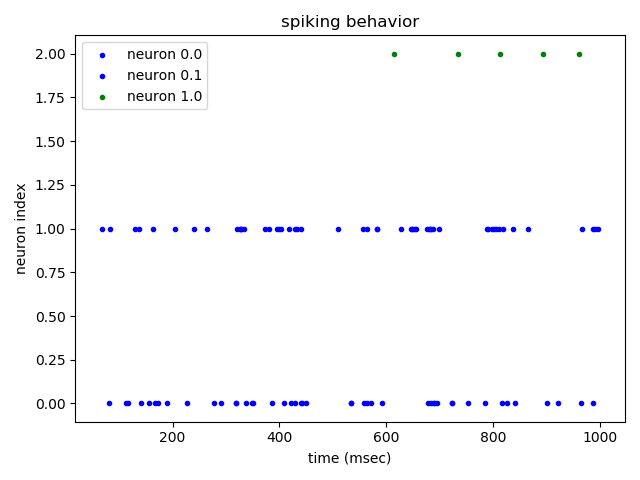 spiking behavior
neuron 0.0
neuron 0.1
neuron 1.0
neuron index
2.00
1.75
1.50
1.25
1.00
0.75
0.50
0.25
0.00
200 400 600 800 1000
time (msec)